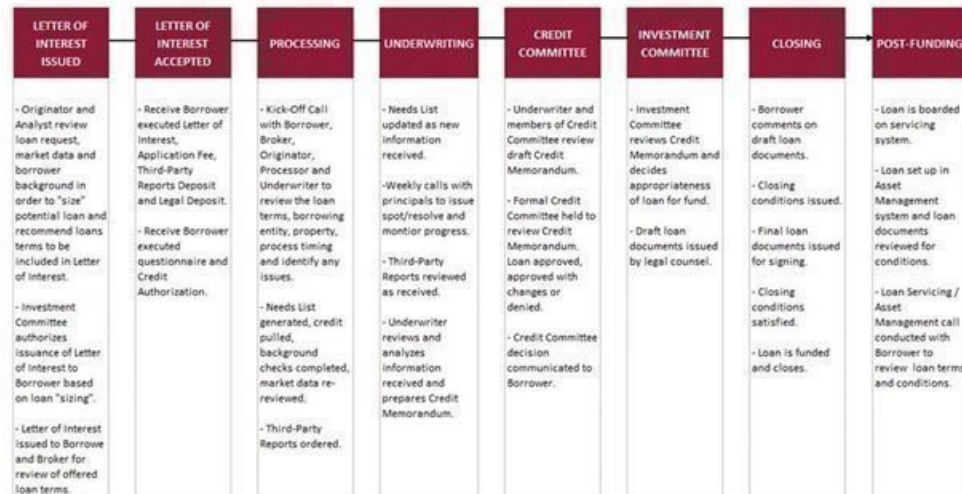 LETTER OF
INTEREST
ISSUED
- Originator and
Analyst review
loan request,
market data and
borrower
background in
order to "size"
potential loan and
recommend loans
terms to be
included in Letter
of Interest.
- Investment
Committee
authorizes
issuance of Letter
of Interest to
Borrower based
on loan "sizing".
- Letter of Interest
issued to Borrowe
and Broker for
review of offered
loan terms.
LETTER OF
INTEREST
ACCEPTED
- Receive Borrower
executed Letter of
Interest,
Application Fee,
Third-Party
Reports Deposit
and Legal Deposit.
- Receive Borrower
executed
questionnaire and
Credit
Authorization.
PROCESSING
- Kick-Off Call
with Borrower,
Broker,
Originator,
Processor and
Underwriter to
review the loan
terms, borrowing
entity, property,
process timing
and identify any
issues.
- Needs List
generated, credit
pulled,
background
checks completed,
market data re-
reviewed.
- Third-Party
Reports ordered.
UNDERWRITING
- Needs List
updated as new
information
received.
-Weekly calls with
principals to issue
spot/resolve and
montior progress.
- Third-Party
Reports reviewed
as received.
- Underwriter
reviews and
analyzes
information
received and
prepares Credit
Memorandum.
CREDIT
COMMITTEE
- Underwriter and
members of Credit
Committee review
draft Credit
Memorandum.
- Formal Credit
Committee held to
review Credit
Memorandum.
Loan approved,
approved with
changes or
denied.
- Credit Committee
decision
communicated to
Borrower.
INVESTMENT
COMMITTEE
- Investment
Committee
reviews Credit
Memorandum and
decides
appropriateness
of loan for fund.
- Draft loan
documents issued
by legal counsel.
CLOSING
- Borrower
comments on
draft loan
documents.
- Closing
conditions issued.
- Final loan
documents issued
for signing.
- Closing
conditions
satisfied.
- Loan is funded
and closes.
POST-FUNDING
- Loan is boarded
on servicing
system.
- Loan set up in
Asset
Management
system and loan
documents
reviewed for
conditions.
- Loan Servicing /
Asset
Management call
conducted with
Borrower to
review loan terms
and conditions.